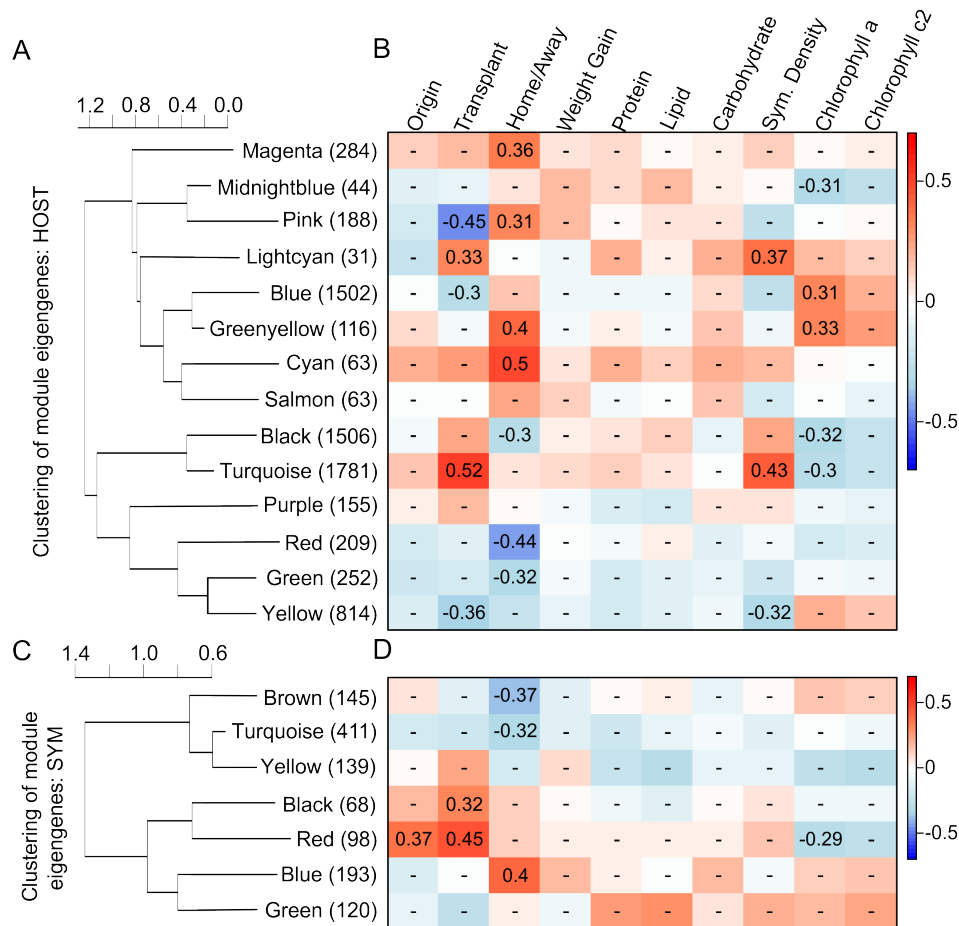 A
B
1.2 0.8 0.4 0.0
Origin
Transplant
Home/Away
Weight Gain
Protein
Lipid
Carbohydrate
Sym. Density
Chlorophyll a
Chlorophyll c2
Clustering of module eigengenes: HOST
Magenta (284) - - 0.36 - - - - - - -
Midnightblue (44) - - - - - - - - -0.31 -
Pink (188) - -0.45 0.31 - - - - - - -
Lightcyan (31) - 0.33 - - - - - 0.37 - -
Blue (1502) - -0.3 - - - - - - 0.31 -
Greenyellow (116) - - 0.4 - - - - - 0.33 -
Cyan (63) - - 0.5 - - - - - - -
Salmon (63) - - - - - - - - - -
Black (1506) - - -0.3 - - - - - -0.32 -
Turquoise (1781) - 0.52 - - - - - 0.43 -0.3 -
Purple (155) - - - - - - - - - -
Red (209) - - -0.44 - - - - - - -
Green (252) - - -0.32 - - - - - - -
Yellow (814) - -0.36 - - - - - -0.32 - -
0.5
0
-0.5
C
D
1.4 1.0 0.6
Clustering of module
eigengenes: SYM
Brown (145) - - -0.37 - - - - - - -
Turquoise (411) - - -0.32 - - - - - - -
Yellow (139) - - - - - - - - - -
Black (68) - 0.32 - - - - - - - -
Red (98) 0.37 0.45 - - - - - - -0.29 -
Blue (193) - - 0.4 - - - - - - -
Green (120) - - - - - - - - - -
0.5
0
-0.5